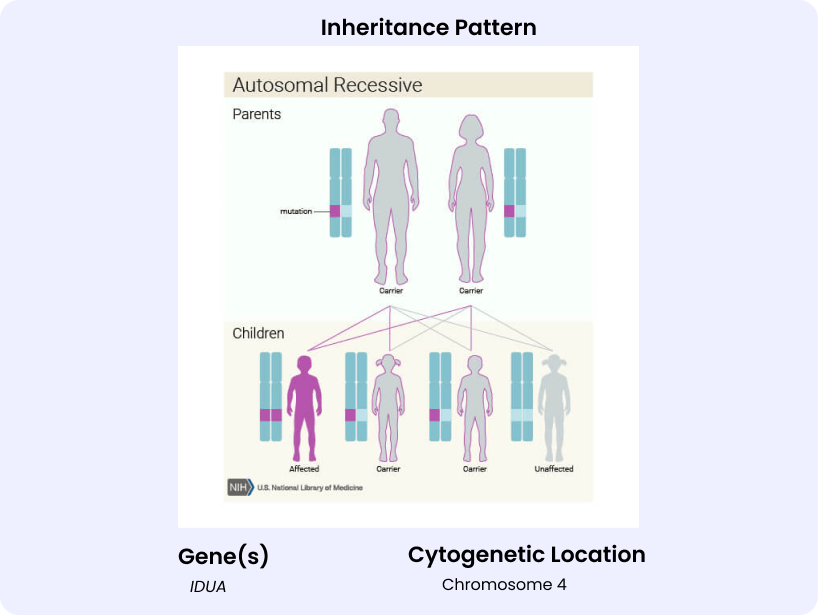 Inheritance Pattern
Autosomal Recessive
Parents
mutation
Carrier Carrier
Children
Affected Carrier Carrier Unaffected
NIH U.S. National Library of Medicine
Gene(s) Cytogenetic Location
IDUA Chromosome 4